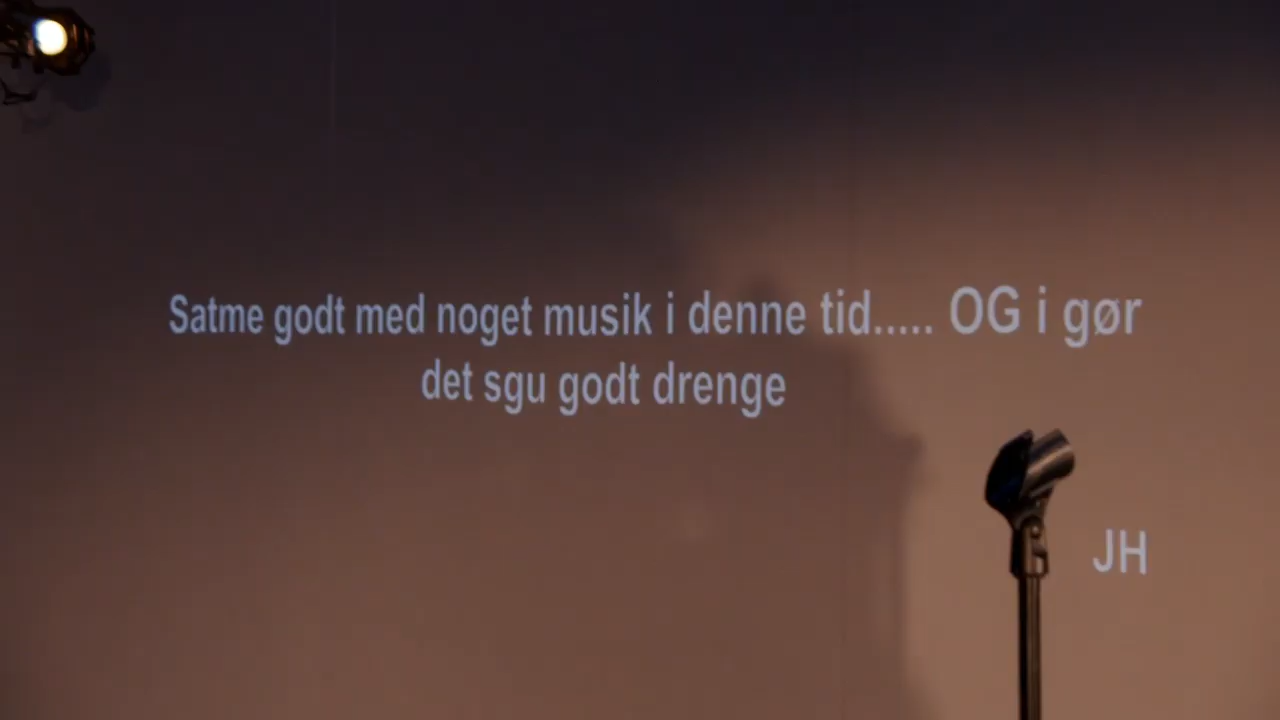 Satme godt med noget musik i denne tid..... OG i gør
det sgu godt drenge
JH